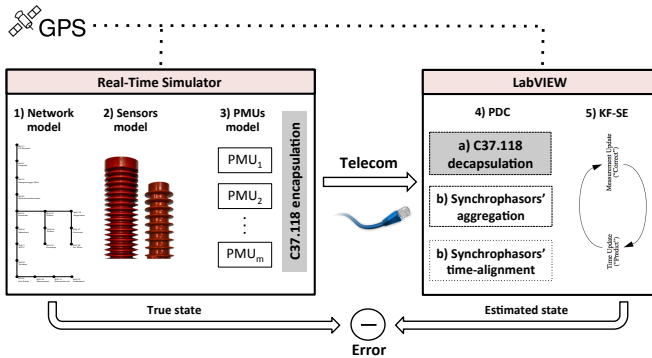 GPS
Real-Time Simulator
1) Network
model
2) Sensors
model
3) PMUs model
PMU1
PMU2
PMUm
C37.118 encapsulation
Telecom
LabVIEW
4) PDC
5) KF-SE
a) C37.118
decapsulation
b) Synchrophasors'
aggregation
b) Synchrophasors'
time-alignment
Measurement Update
("Correct")
Time Update
("Predict")
True state
Estimated state
Error